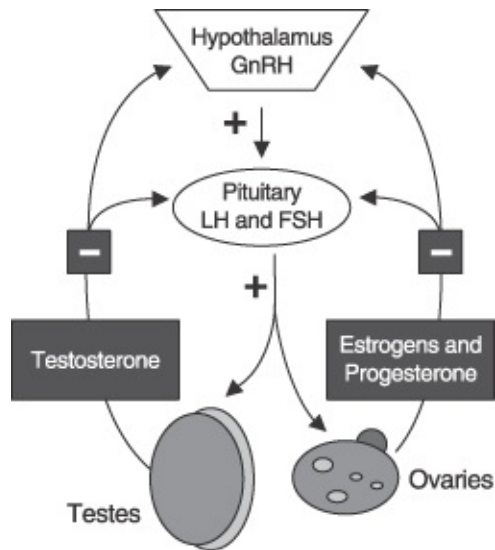 Hypothalamus
GnRH
+
Pituitary
LH and FSH
−
−
+
Testosterone
Estrogens and
Progesterone
Testes
Ovaries